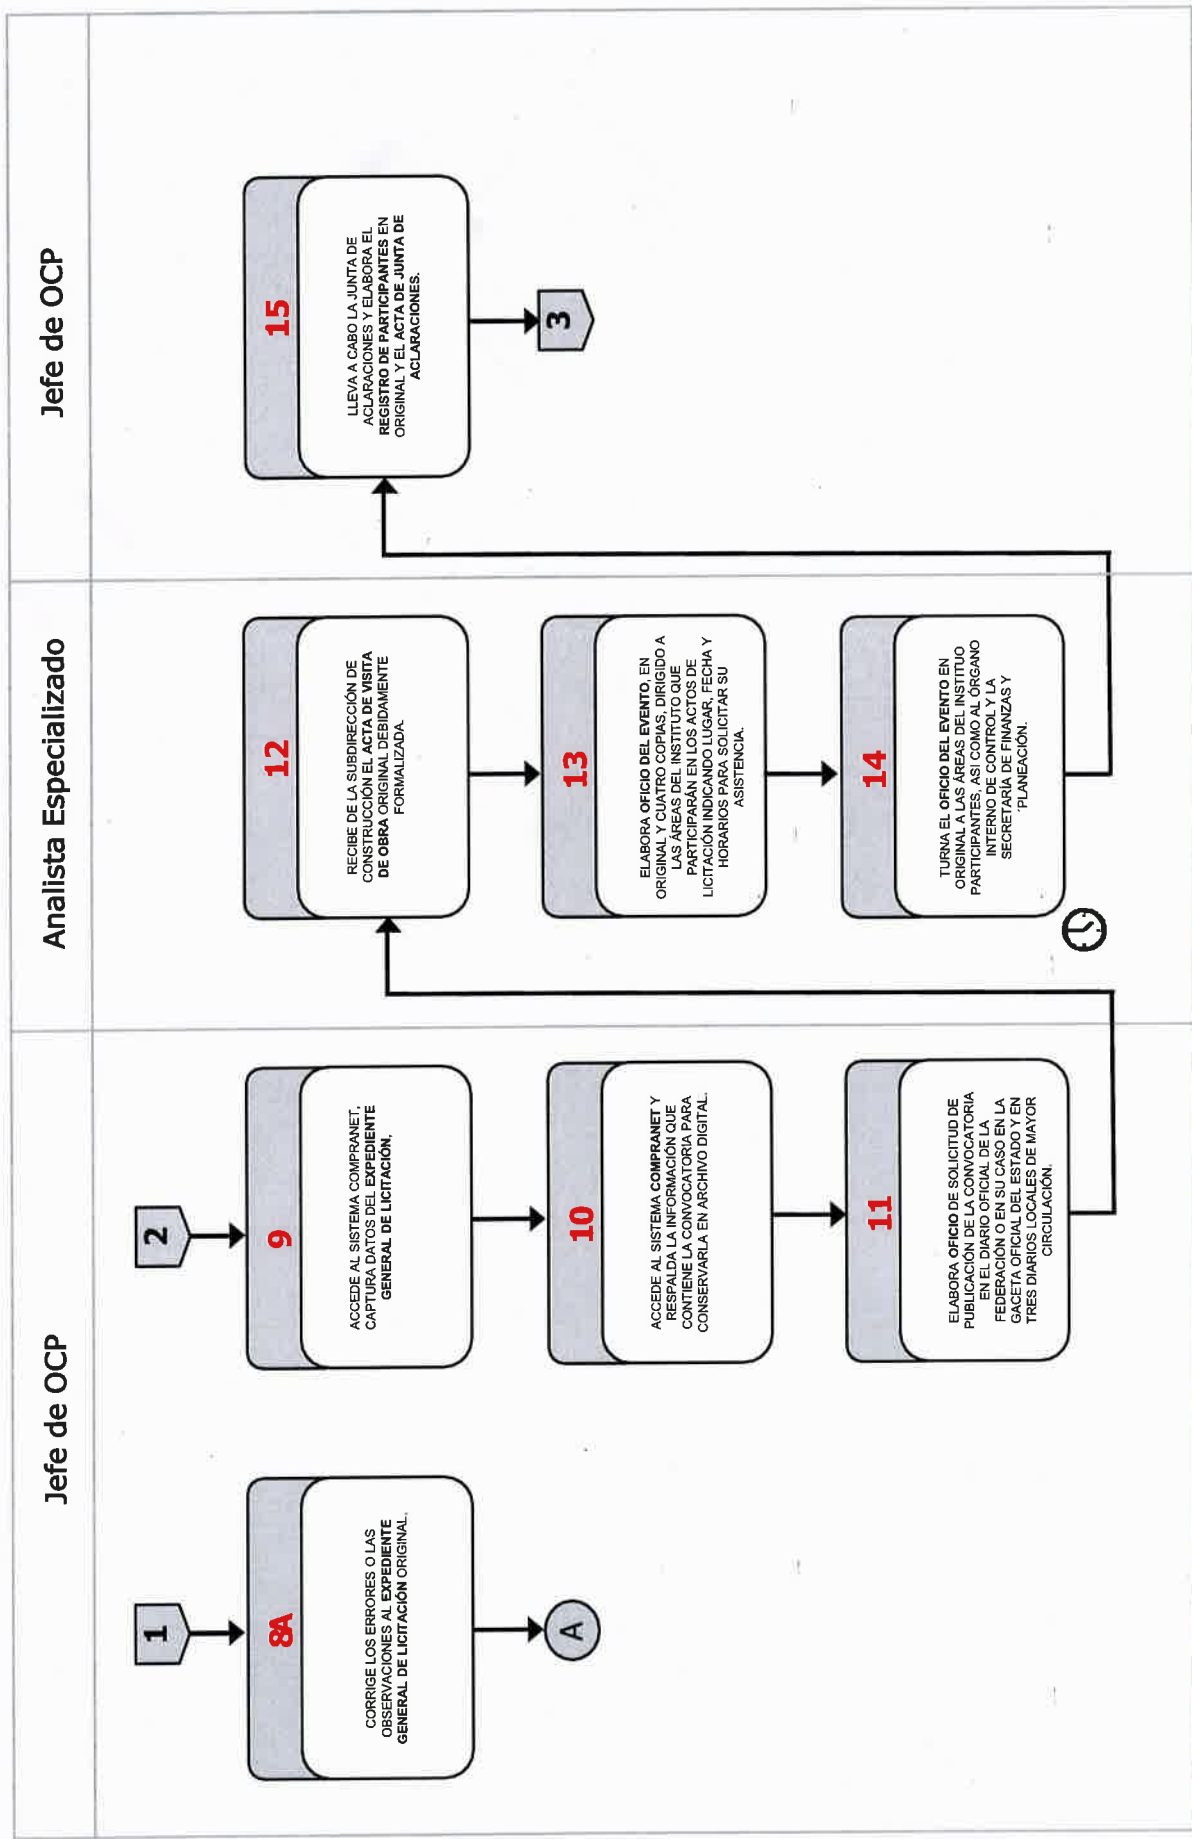 Jefe de OCP
1
8A
CORRIGE LOS ERRORES O LAS
OBSERVACIONES AL EXPEDIENTE
GENERAL DE LICITACIÓN ORIGINAL.
A
2
9
ACCEDE AL SISTEMA COMPRANET,
CAPTURA DATOS DEL EXPEDIENTE
GENERAL DE LICITACIÓN.
10
ACCEDE AL SISTEMA COMPRANET Y
RESPALDA LA INFORMACIÓN QUE
CONTIENE LA CONVOCATORIA PARA
CONSERVARLA EN ARCHIVO DIGITAL.
11
ELABORA OFICIO DE SOLICITUD DE
PUBLICACIÓN DE LA CONVOCATORIA
EN EL DIARIO OFICIAL DE LA
FEDERACIÓN O EN SU CASO EN LA
GACETA OFICIAL DEL ESTADO Y EN
TRES DIARIOS LOCALES DE MAYOR
CIRCULACIÓN.
Analista Especializado
12
RECIBE DE LA SUBDIRECCIÓN DE
CONSTRUCCIÓN EL ACTA DE VISITA
DE OBRA ORIGINAL DEBIDAMENTE
FORMALIZADA.
13
ELABORA OFICIO DEL EVENTO, EN
ORIGINAL Y CUATRO COPIAS, DIRIGIDO A
LAS ÁREAS DEL INSTITUTO QUE
PARTICIPARÁN EN LOS ACTOS DE
LICITACIÓN INDICANDO LUGAR, FECHA Y
HORARIOS PARA SOLICITAR SU
ASISTENCIA.
14
TURNA EL OFICIO DEL EVENTO EN
ORIGINAL A LAS ÁREAS DEL INSTITUO
PARTICIPANTES, ASI COMO AL ÓRGANO
INTERNO DE CONTROL Y LA
SECRETARÍA DE FINANZAS Y
PLANEACIÓN.
Jefe de OCP
15
LLEVA A CABO LA JUNTA DE
ACLARACIONES Y ELABORA EL
REGISTRO DE PARTICIPANTES EN
ORIGINAL Y EL ACTA DE JUNTA DE
ACLARACIONES.
3